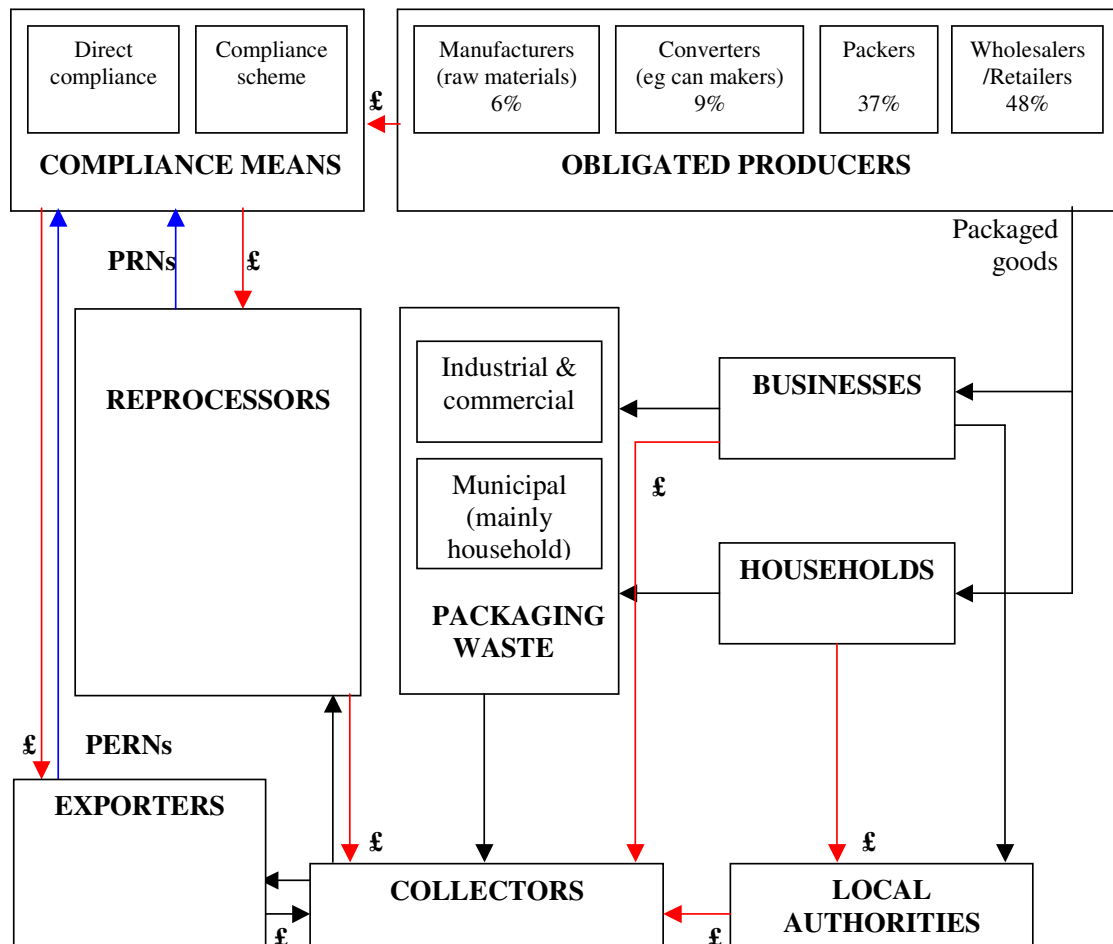 Direct
compliance
Compliance
scheme
COMPLIANCE MEANS
£
Manufacturers
(raw materials)
6%
Converters
(eg can makers)
9%
Packers
37%
Wholesalers
/Retailers
48%
OBLIGATED PRODUCERS
PRNs
£
Packaged
goods
REPROCESSORS
Industrial &
commercial
Municipal
(mainly
household)
PACKAGING
WASTE
BUSINESSES
£
HOUSEHOLDS
£
PERNs
EXPORTERS
£
£
COLLECTORS
LOCAL
AUTHORITIES
£
£